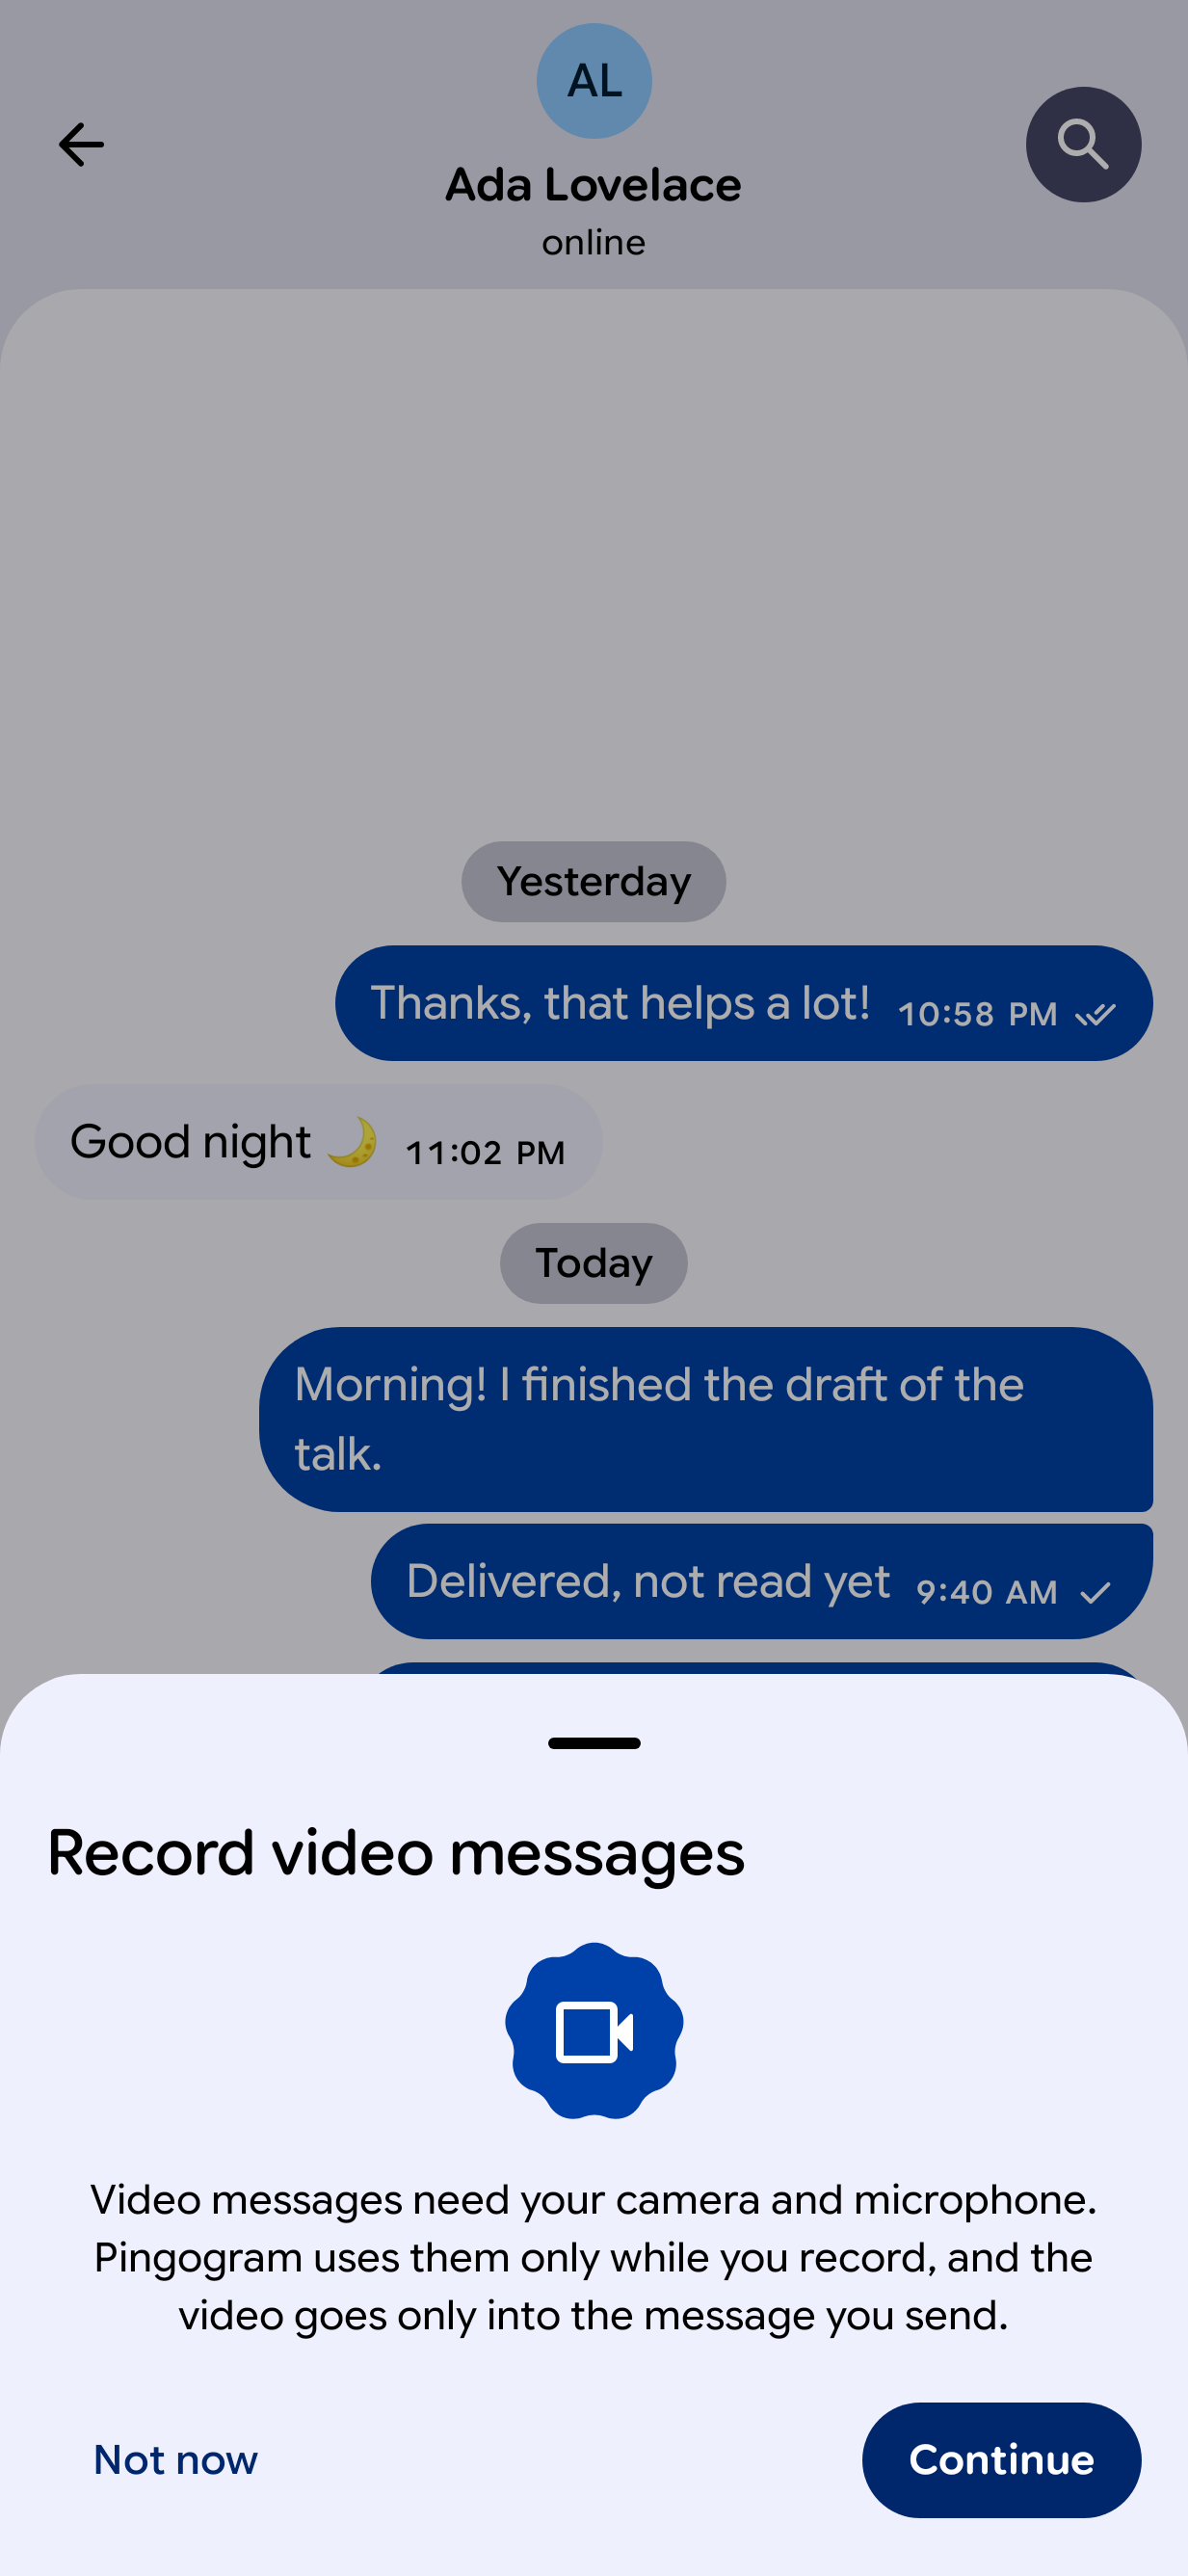 AL
Ada Lovelace
online
Yesterday
Thanks, that helps a lot! 10:58 PM
Good night 🌙 11:02 PM
Today
Morning! I finished the draft of the
talk.
Delivered, not read yet 9:40 AM
Record video messages
Video messages need your camera and microphone.
Pingogram uses them only while you record, and the
video goes only into the message you send.
Not now
Continue